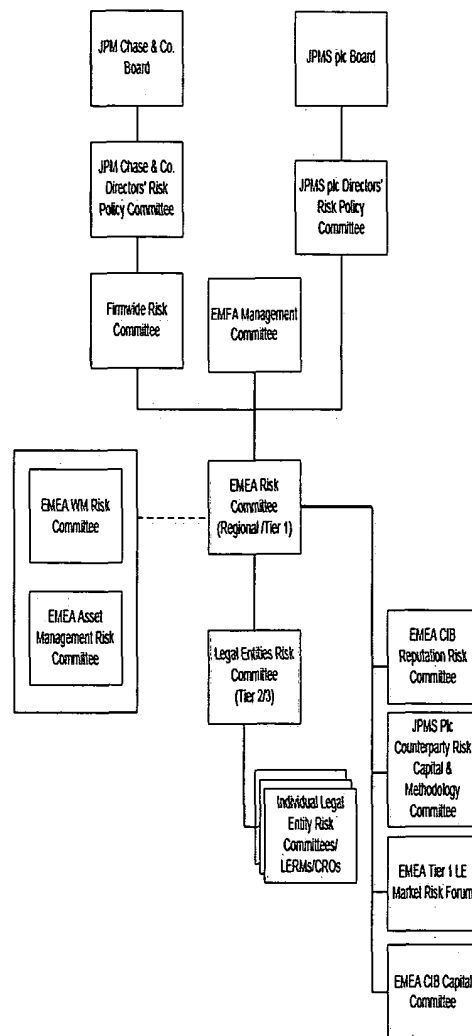 JPM Chase & Co.
Board
JPMS plc Board
JPM Chase & Co.
Directors' Risk
Policy Committee
JPMS plc Directors'
Risk Policy
Committee
Firmwide Risk
Committee
EMEA Management
Committee
EMEA WM Risk
Committee
EMEA Asset
Management Risk
Committee
EMEA Risk
Committee
(Regional /Tier 1)
Legal Entities Risk
Committee
(Tier 2/3)
Individual Legal
Entity Risk
Committees/
LERMs/CROs
EMEA CIB
Reputation Risk
Committee
JPMS Plc
Counterparty Risk
Capital &
Methodology
Committee
EMEA Tier 1 LE
Market Risk Forum
EMEA CIB Capital
Committee